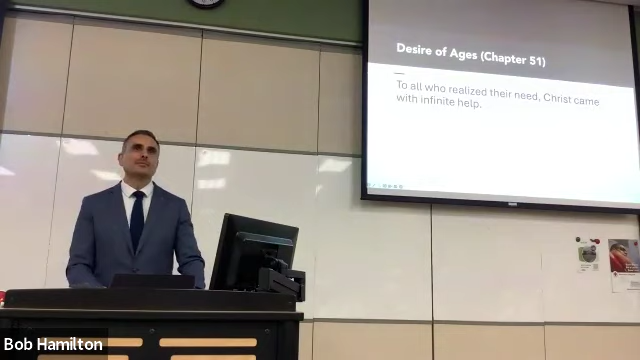 Desire of Ages (Chapter 51)
To all who realized their need, Christ came
with infinite help.
Bob Hamilton